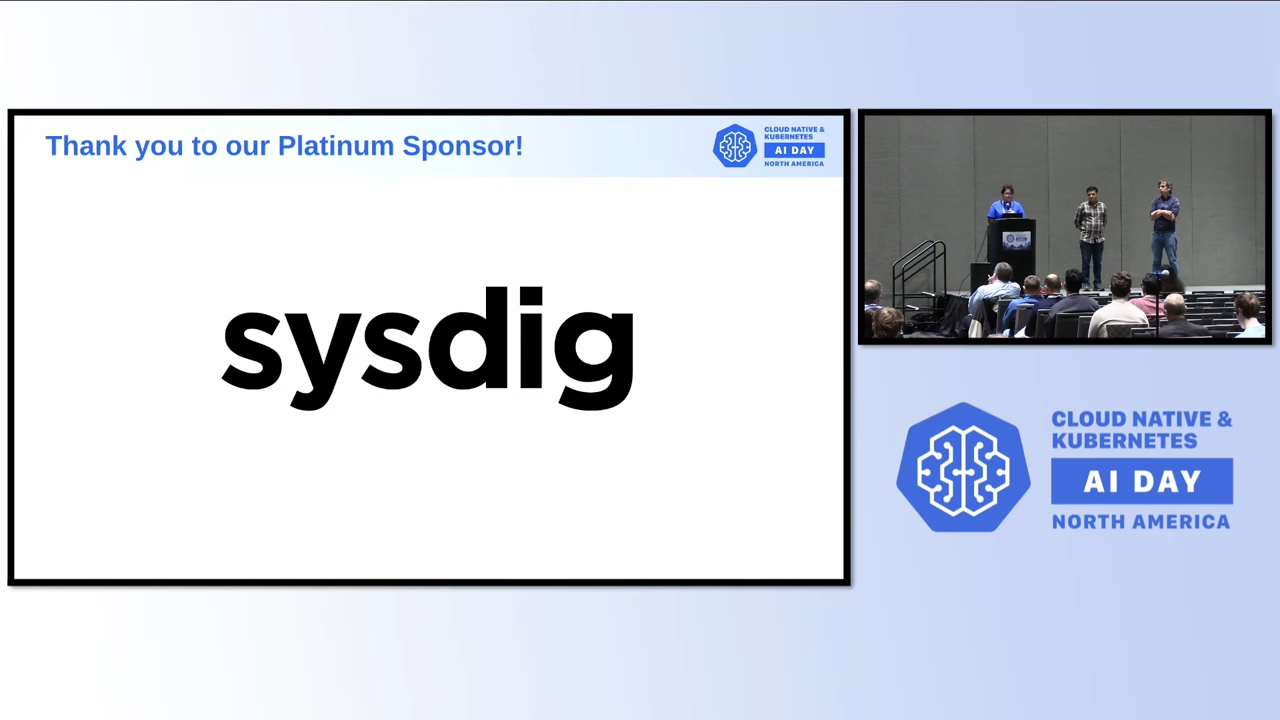 Thank you to our Platinum Sponsor!
CLOUD NATIVE &
KUBERNETES
AI DAY
NORTH AMERICA
sysdig
CLOUD NATIVE &
KUBERNETES
AI DAY
NORTH AMERICA